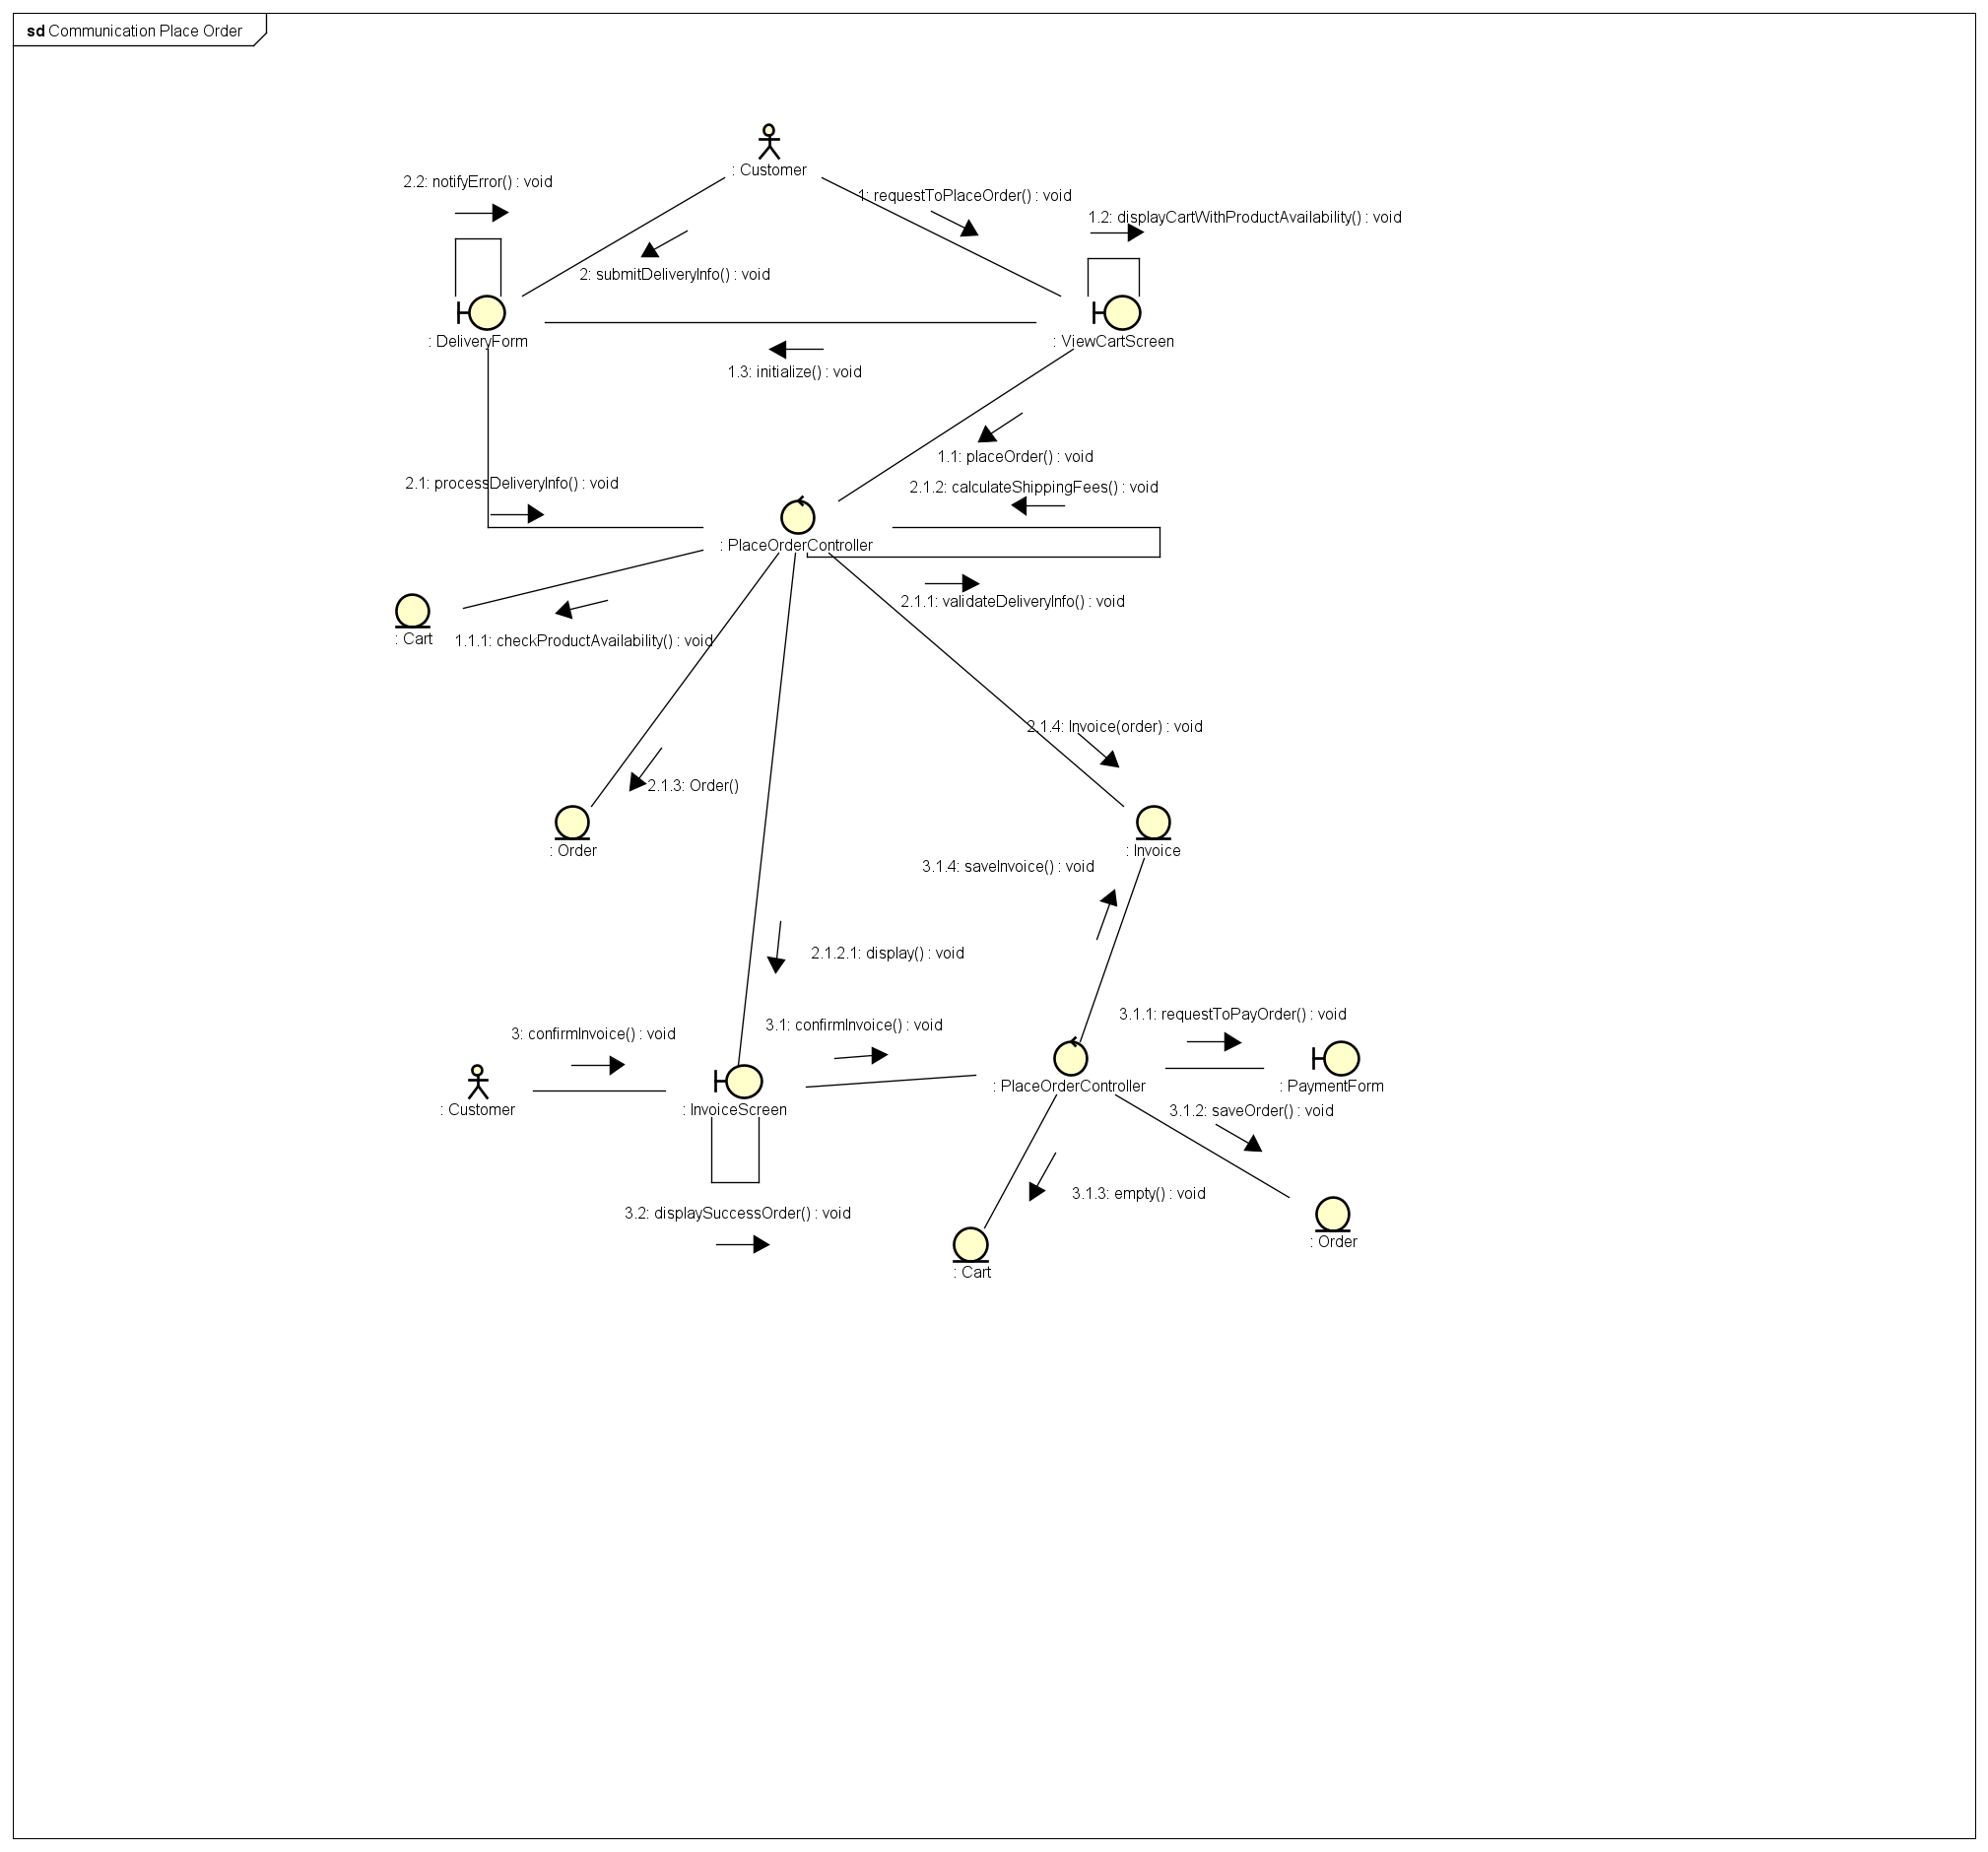 sd Communication Place Order
: Customer
2.2: notifyError() : void
1: requestToPlaceOrder() : void
1.2: displayCartWithProductAvailability() : void
2: submitDeliveryInfo() : void
: DeliveryForm
: ViewCartScreen
1.3: initialize() : void
1.1: placeOrder() : void
2.1: processDeliveryInfo() : void
2.1.2: calculateShippingFees() : void
: PlaceOrderController
2.1.1: validateDeliveryInfo() : void
: Cart
1.1.1: checkProductAvailability() : void
2.1.4: Invoice(order) : void
2.1.3: Order()
: Order
: Invoice
3.1.4: saveInvoice() : void
2.1.2.1: display() : void
3.1.1: requestToPayOrder() : void
3.1: confirmInvoice() : void
3: confirmInvoice() : void
: PlaceOrderController
: PaymentForm
: Customer
: InvoiceScreen
3.1.2: saveOrder() : void
3.1.3: empty() : void
3.2: displaySuccessOrder() : void
: Order
: Cart